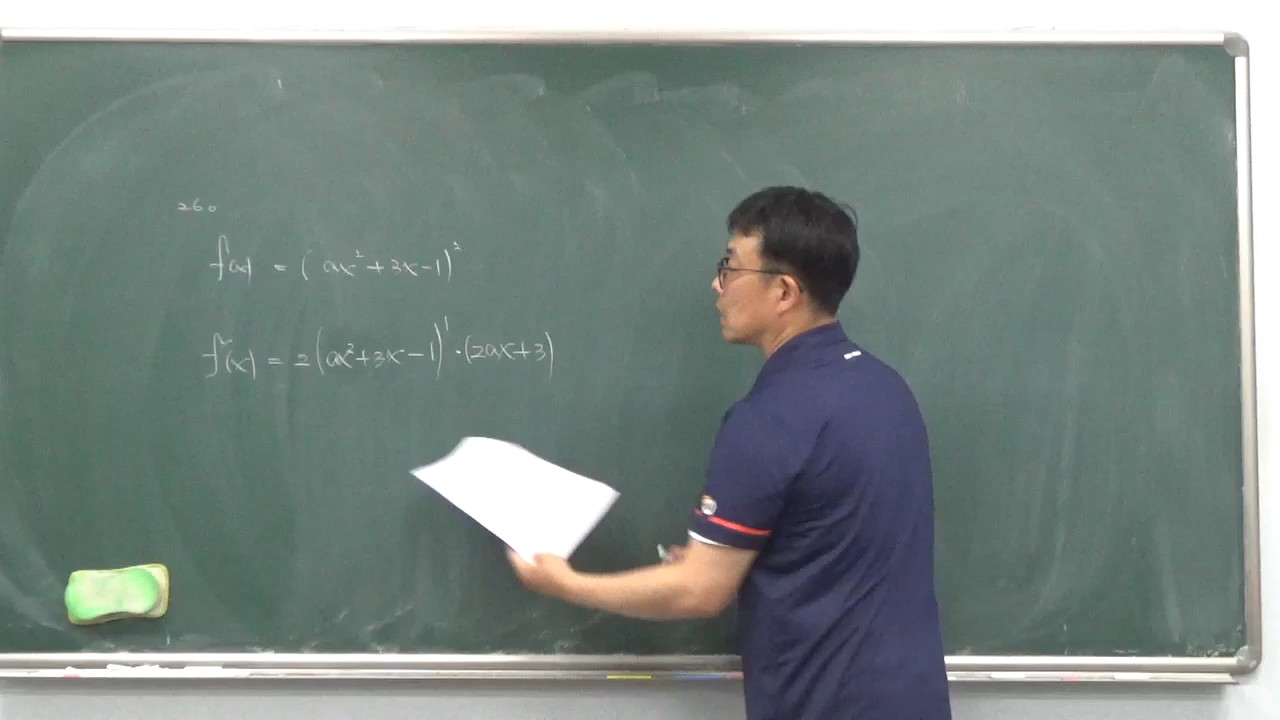 260
f(x) = (ax²+3x-1)²
f'(x) = 2(ax²+3x-1)¹·(2ax+3)